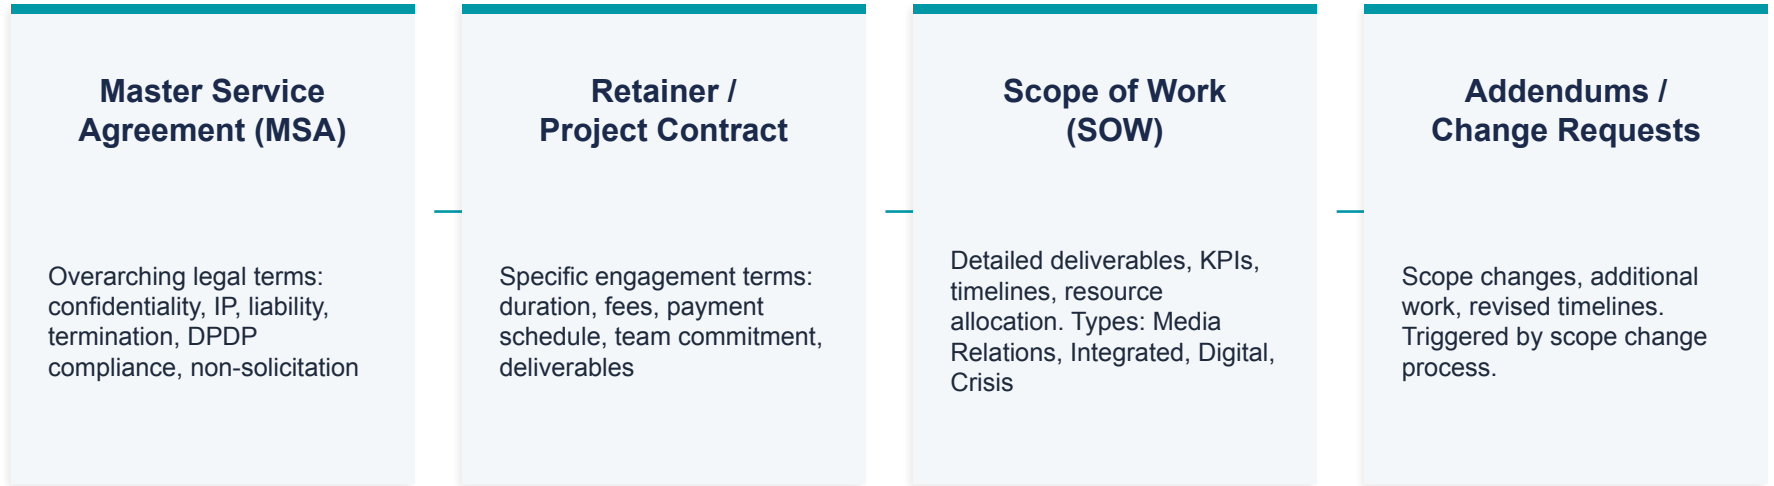 Master Service
Agreement (MSA)
Overarching legal terms:
confidentiality, IP, liability,
termination, DPDP
compliance, non-solicitation
Retainer /
Project Contract
Specific engagement terms:
duration, fees, payment
schedule, team commitment,
deliverables
Scope of Work
(SOW)
Detailed deliverables, KPIs,
timelines, resource
allocation. Types: Media
Relations, Integrated, Digital,
Crisis
Addendums /
Change Requests
Scope changes, additional
work, revised timelines.
Triggered by scope change
process.